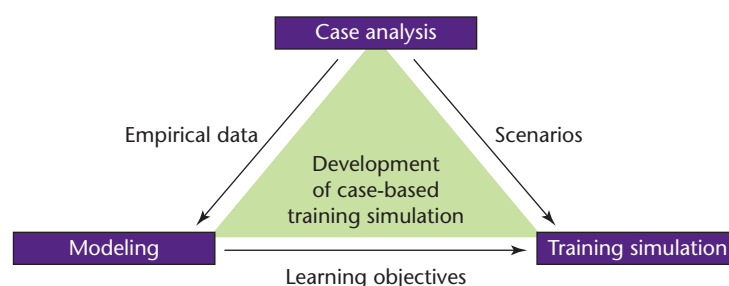 Case analysis
Empirical data
Scenarios
Development
of case-based
training simulation
Modeling
Training simulation
Learning objectives